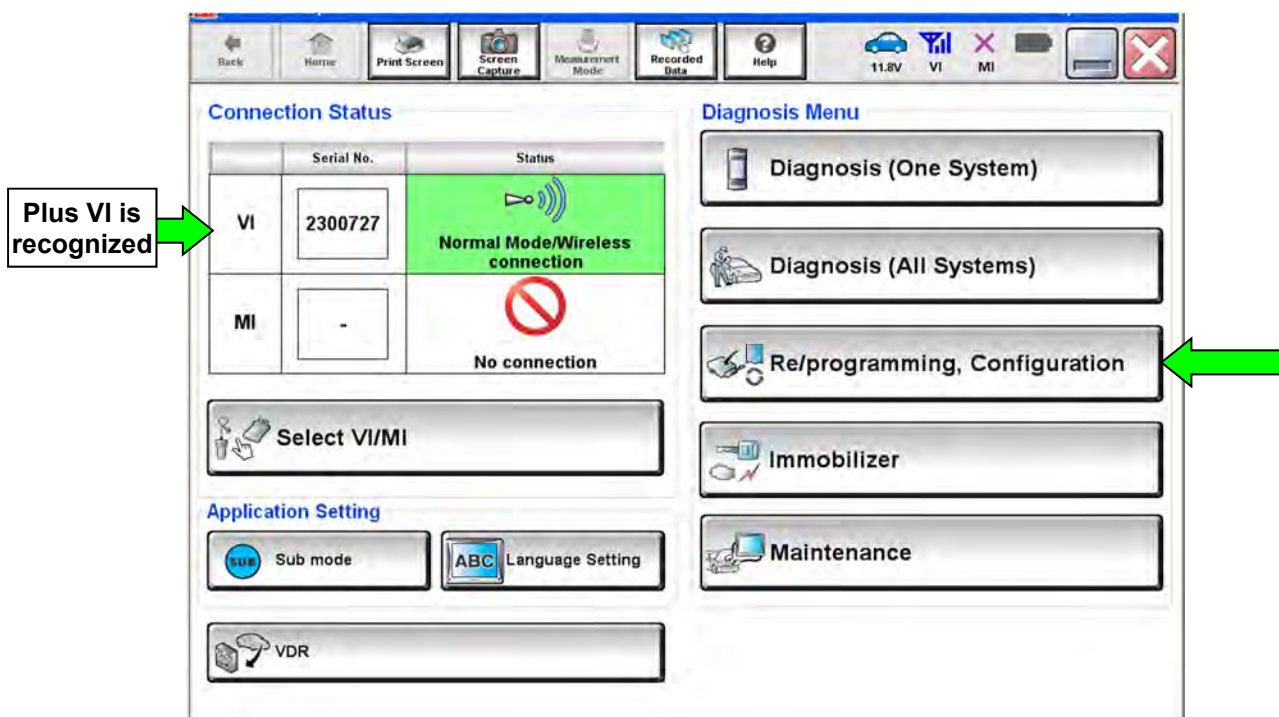 Back
Home
Print Screen
Screen
Capture
Measurement
Mode
Recorded
Data
Help
11.8V
VI
MI
Connection Status
Serial No.
Status
VI
2300727
Normal Mode/Wireless
connection
MI
-
No connection
Plus VI is
recognized
Select VI/MI
Application Setting
SUB
Sub mode
ABC
Language Setting
VDR
Diagnosis Menu
Diagnosis (One System)
Diagnosis (All Systems)
Re/programming, Configuration
Immobilizer
Maintenance